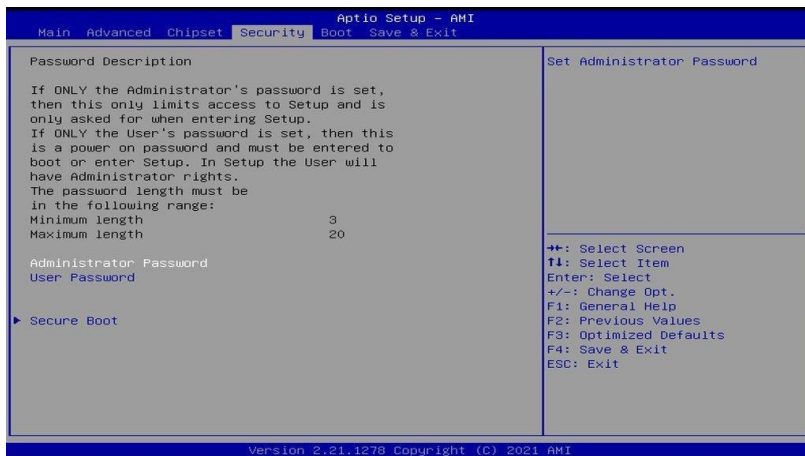 Aptio Setup – AMI
Main Advanced Chipset Security Boot Save & Exit
Password Description
If ONLY the Administrator's password is set,
then this only limits access to Setup and is
only asked for when entering Setup.
If ONLY the User's password is set, then this
is a power on password and must be entered to
boot or enter Setup. In Setup the User will
have Administrator rights.
The password length must be
in the following range:
Minimum length 3
Maximum length 20
Administrator Password
User Password
► Secure Boot
Set Administrator Password
→←: Select Screen
↑↓: Select Item
Enter: Select
+/-: Change Opt.
F1: General Help
F2: Previous Values
F3: Optimized Defaults
F4: Save & Exit
ESC: Exit
Version 2.21.1278 Copyright (C) 2021 AMI